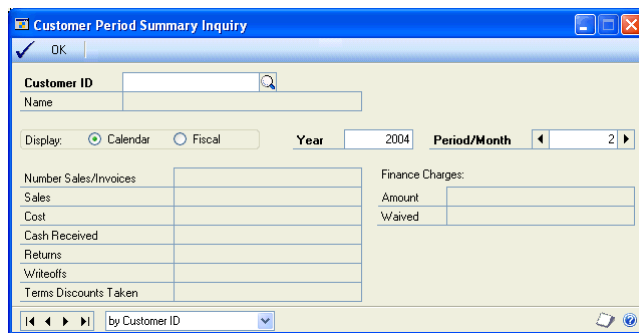 Customer Period Summary Inquiry
OK
Customer ID
Name
Display: Calendar Fiscal Year 2004 Period/Month 2
Number Sales/Invoices
Finance Charges:
Sales
Amount
Cost
Waived
Cash Received
Returns
Writeoffs
Terms Discounts Taken
by Customer ID